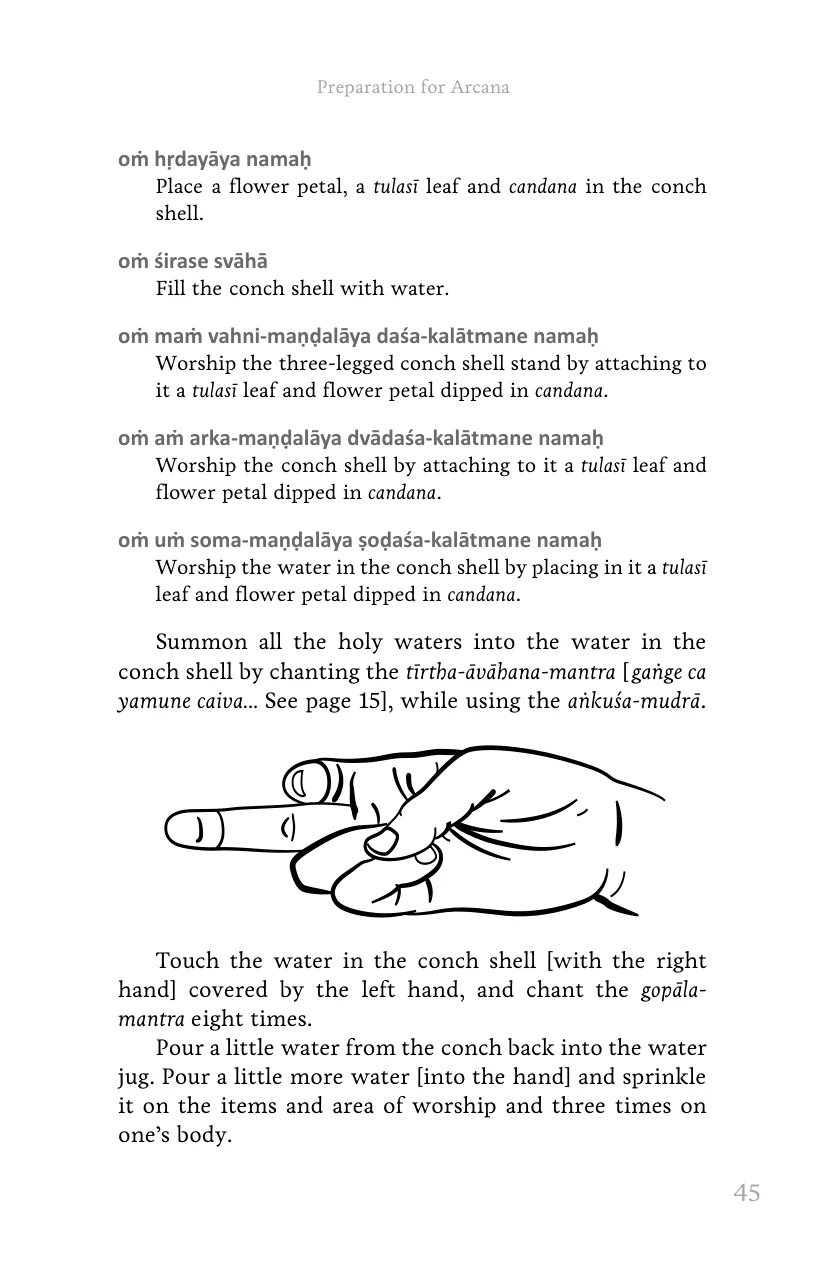 Preparation for Arcana
oṁ hṛdayāya namaḥ
Place a flower petal, a tulasī leaf and candana in the conch
shell.
oṁ śirase svāhā
Fill the conch shell with water.
oṁ maṁ vahni-maṇḍalāya daśa-kalātmane namaḥ
Worship the three-legged conch shell stand by attaching to
it a tulasī leaf and flower petal dipped in candana.
oṁ aṁ arka-maṇḍalāya dvādaśa-kalātmane namaḥ
Worship the conch shell by attaching to it a tulasī leaf and
flower petal dipped in candana.
oṁ uṁ soma-maṇḍalāya ṣoḍaśa-kalātmane namaḥ
Worship the water in the conch shell by placing in it a tulasī
leaf and flower petal dipped in candana.
Summon all the holy waters into the water in the
conch shell by chanting the tīrtha-āvāhana-mantra [gaṅge ca
yamune caiva... See page 15], while using the aṅkuśa-mudrā.
Touch the water in the conch shell [with the right
hand] covered by the left hand, and chant the gopāla-
mantra eight times.
Pour a little water from the conch back into the water
jug. Pour a little more water [into the hand] and sprinkle
it on the items and area of worship and three times on
one’s body.
45